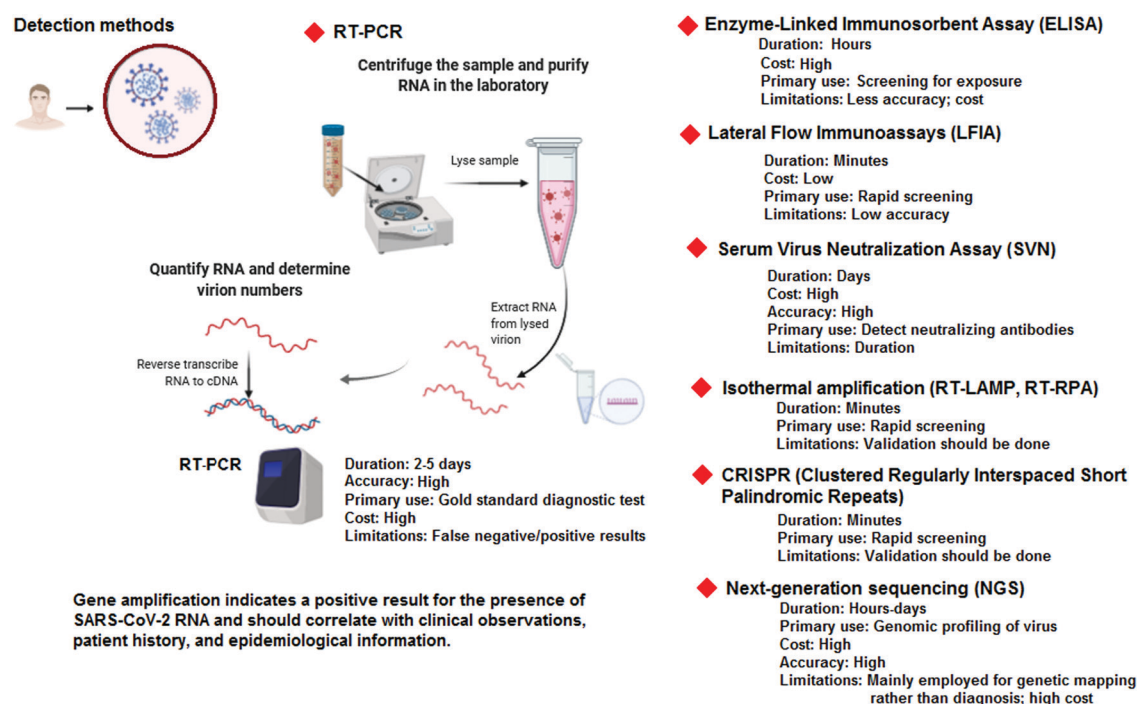 Detection methods
RT-PCR
Centrifuge the sample and purify
RNA in the laboratory
Lyse sample
Quantify RNA and determine
virion numbers
Extract RNA
from lysed
virion
Reverse transcribe
RNA to cDNA
RT-PCR
Duration: 2-5 days
Accuracy: High
Primary use: Gold standard diagnostic test
Cost: High
Limitations: False negative/positive results
Gene amplification indicates a positive result for the presence of
SARS-CoV-2 RNA and should correlate with clinical observations,
patient history, and epidemiological information.
Enzyme-Linked Immunosorbent Assay (ELISA)
Duration: Hours
Cost: High
Primary use: Screening for exposure
Limitations: Less accuracy; cost
Lateral Flow Immunoassays (LFIA)
Duration: Minutes
Cost: Low
Primary use: Rapid screening
Limitations: Low accuracy
Serum Virus Neutralization Assay (SVN)
Duration: Days
Cost: High
Accuracy: High
Primary use: Detect neutralizing antibodies
Limitations: Duration
Isothermal amplification (RT-LAMP, RT-RPA)
Duration: Minutes
Primary use: Rapid screening
Limitations: Validation should be done
CRISPR (Clustered Regularly Interspaced Short
Palindromic Repeats)
Duration: Minutes
Primary use: Rapid screening
Limitations: Validation should be done
Next-generation sequencing (NGS)
Duration: Hours-days
Primary use: Genomic profiling of virus
Cost: High
Accuracy: High
Limitations: Mainly employed for genetic mapping
rather than diagnosis; high cost